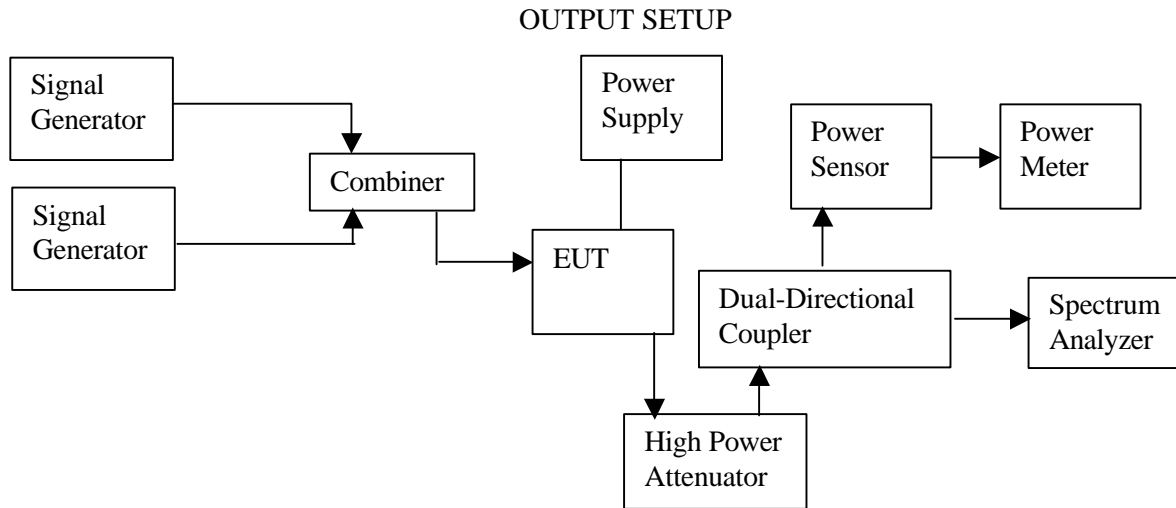 OUTPUT SETUP
Signal
Generator
Power
Supply
Power
Sensor
Power
Meter
Combiner
Signal
Generator
EUT
Dual-Directional
Coupler
Spectrum
Analyzer
High Power
Attenuator